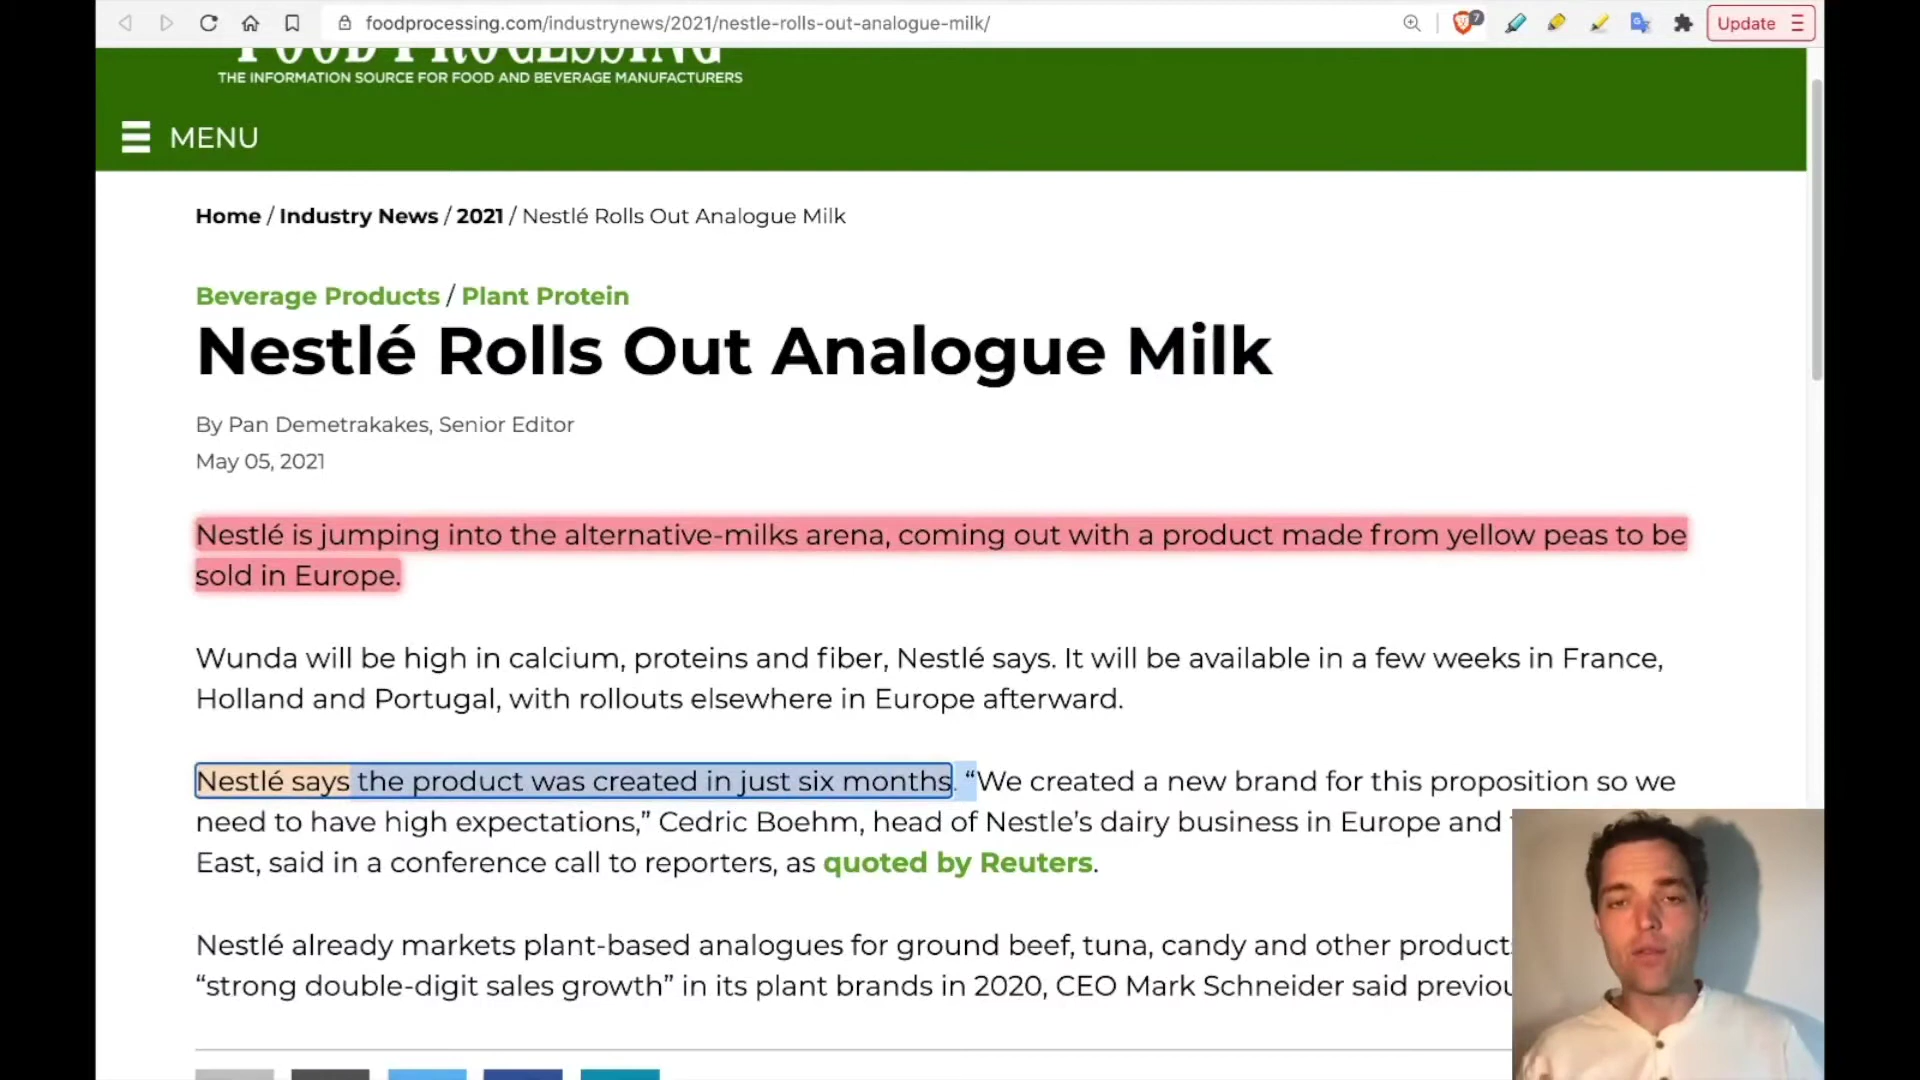 foodprocessing.com/industrynews/2021/nestle-rolls-out-analogue-milk/
7
Update
FOOD PROCESSING
THE INFORMATION SOURCE FOR FOOD AND BEVERAGE MANUFACTURERS
MENU
Home / Industry News / 2021 / Nestlé Rolls Out Analogue Milk
Beverage Products / Plant Protein
Nestlé Rolls Out Analogue Milk
By Pan Demetrakakes, Senior Editor
May 05, 2021
Nestlé is jumping into the alternative-milks arena, coming out with a product made from yellow peas to be
sold in Europe.
Wunda will be high in calcium, proteins and fiber, Nestlé says. It will be available in a few weeks in France,
Holland and Portugal, with rollouts elsewhere in Europe afterward.
Nestlé says the product was created in just six months. “We created a new brand for this proposition so we
need to have high expectations,” Cedric Boehm, head of Nestle’s dairy business in Europe and
East, said in a conference call to reporters, as quoted by Reuters.
Nestlé already markets plant-based analogues for ground beef, tuna, candy and other product
“strong double-digit sales growth” in its plant brands in 2020, CEO Mark Schneider said previou